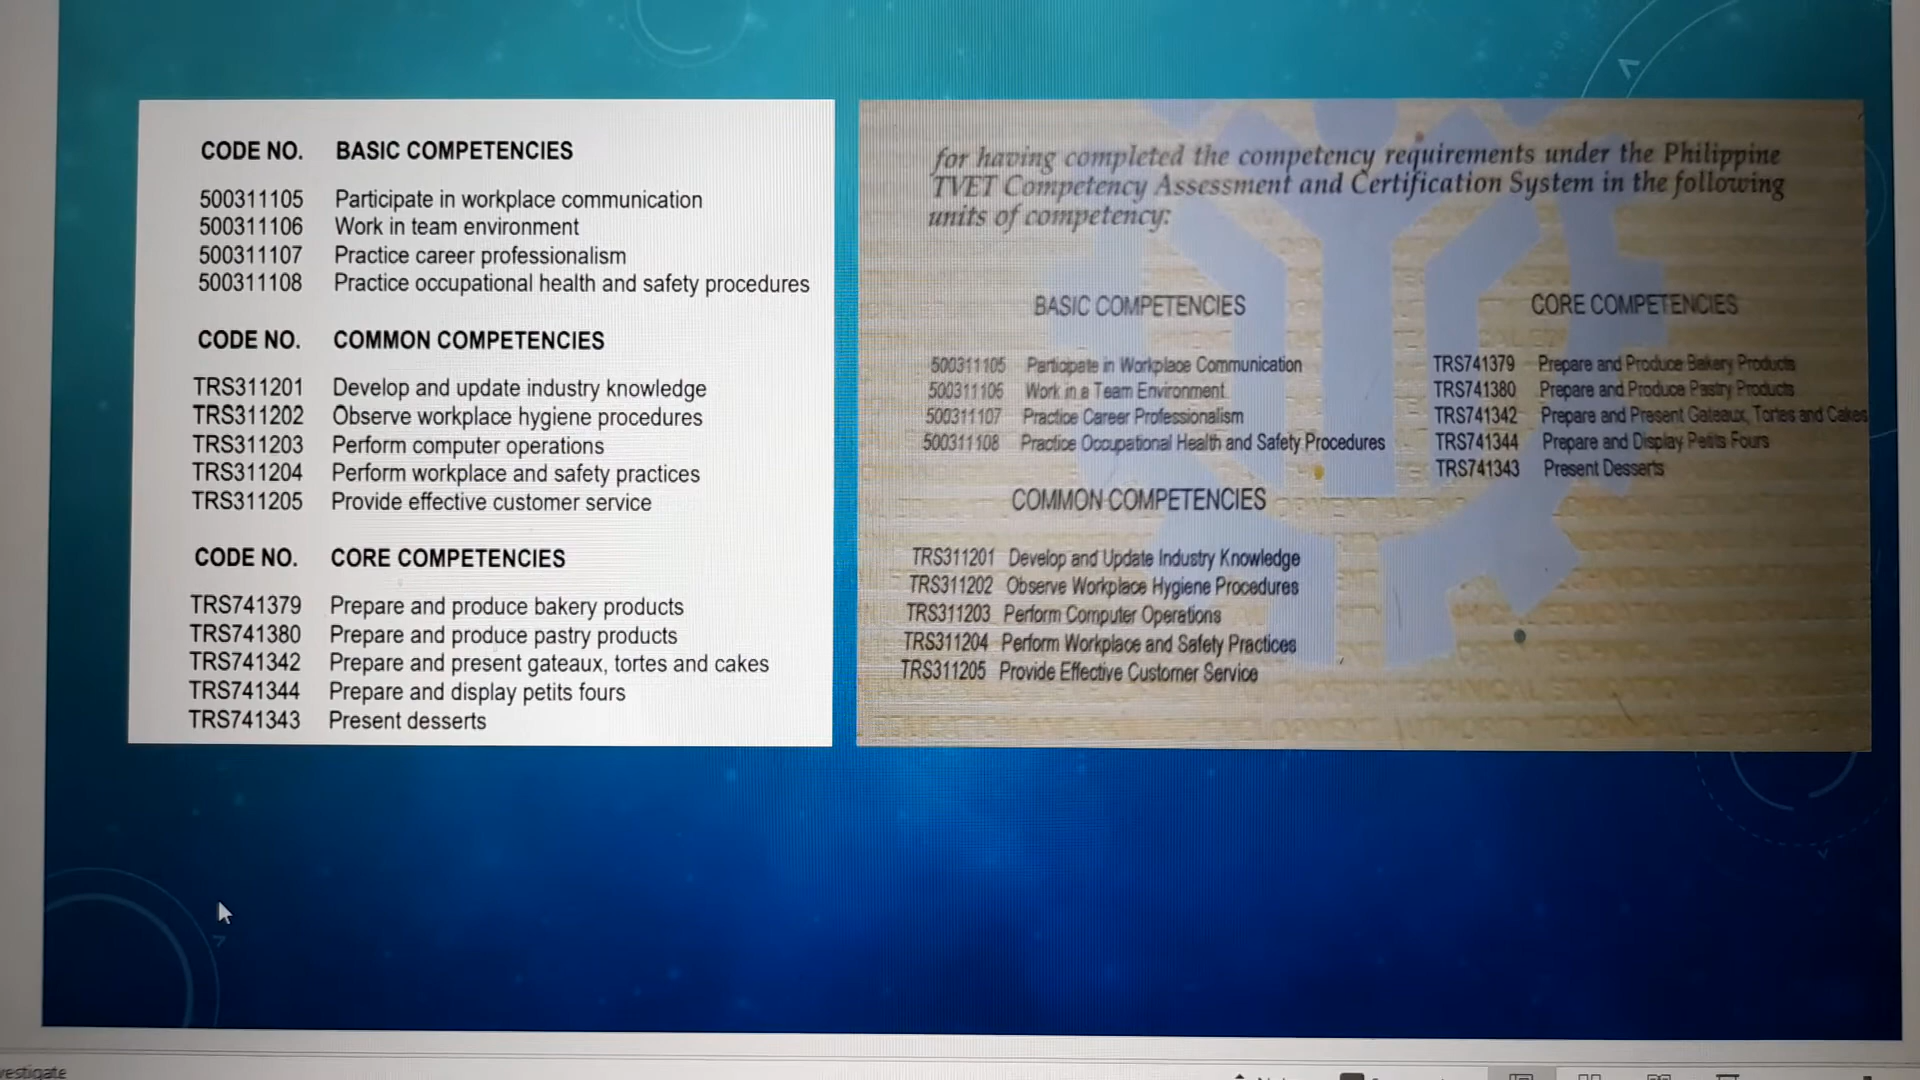 CODE NO. BASIC COMPETENCIES
500311105 Participate in workplace communication
500311106 Work in team environment
500311107 Practice career professionalism
500311108 Practice occupational health and safety procedures
CODE NO. COMMON COMPETENCIES
TRS311201 Develop and update industry knowledge
TRS311202 Observe workplace hygiene procedures
TRS311203 Perform computer operations
TRS311204 Perform workplace and safety practices
TRS311205 Provide effective customer service
CODE NO. CORE COMPETENCIES
TRS741379 Prepare and produce bakery products
TRS741380 Prepare and produce pastry products
TRS741342 Prepare and present gateaux, tortes and cakes
TRS741344 Prepare and display petits fours
TRS741343 Present desserts
for having completed the competency requirements under the Philippine
TVET Competency Assessment and Certification System in the following
units of competency:
BASIC COMPETENCIES
500311105 Participate in Workplace Communication
500311106 Work in a Team Environment
500311107 Practice Career Professionalism
500311108 Practice Occupational Health and Safety Procedures
COMMON COMPETENCIES
TRS311201 Develop and Update Industry Knowledge
TRS311202 Observe Workplace Hygiene Procedures
TRS311203 Perform Computer Operations
TRS311204 Perform Workplace and Safety Practices
TRS311205 Provide Effective Customer Service
CORE COMPETENCIES
TRS741379 Prepare and Produce Bakery Products
TRS741380 Prepare and Produce Pastry Products
TRS741342 Prepare and Present Gateaux, Tortes and Cakes
TRS741344 Prepare and Display Petits Fours
TRS741343 Present Desserts